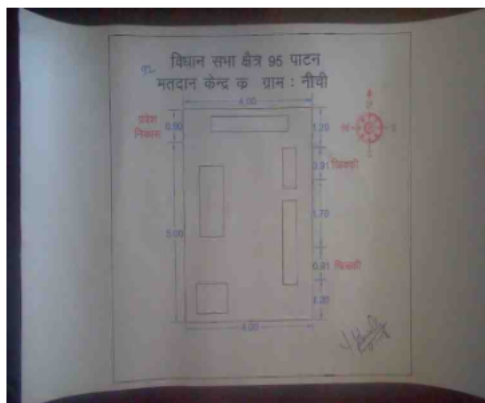 विधान सभा क्षेत्र 95 पाटन
मतदान केन्द्र क ग्राम : नीची
4.00
प्रवेश
निकास
0.90
1.20
0.91 खिड़की
1.70
5.00
0.91 खिड़की
1.20
4.00